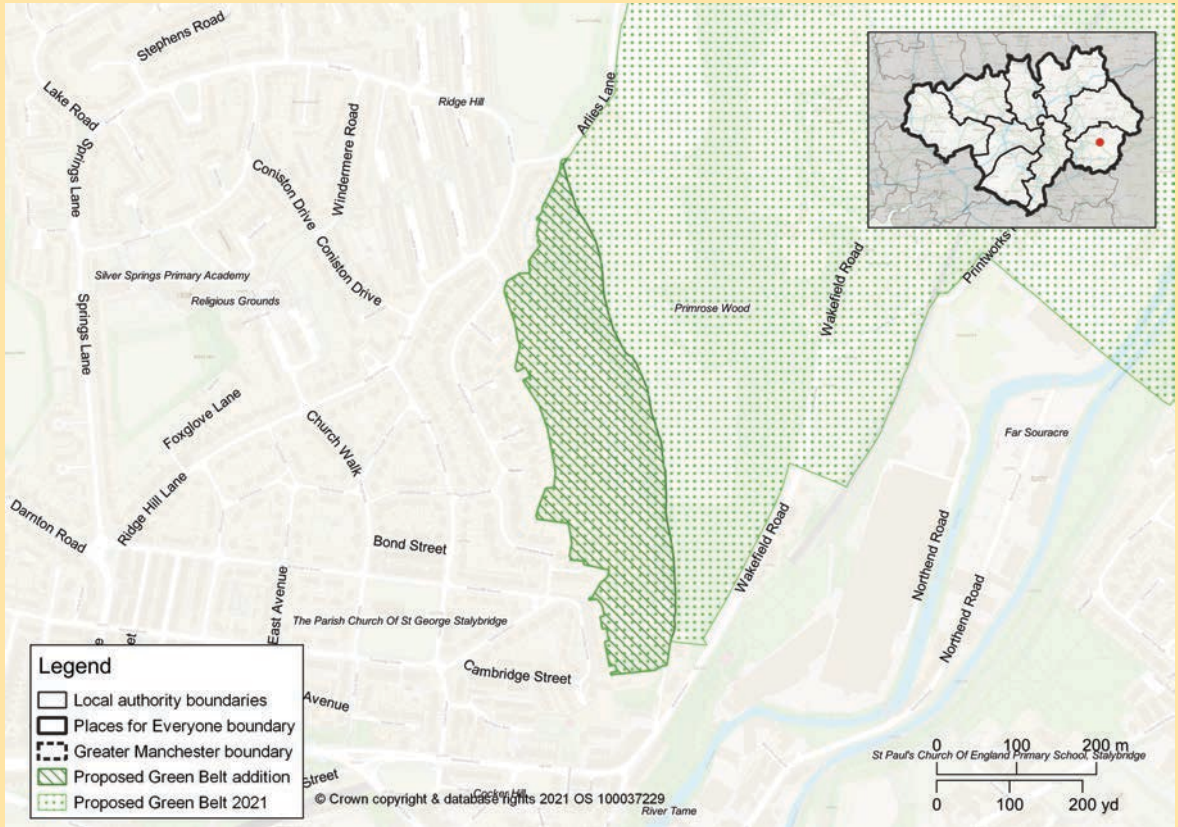 Stephens Road
Lake Road
Springs Lane
Ridge Hill
Arlies Lane
Windermere Road
Coniston Drive
Coniston Drive
Silver Springs Primary Academy
Religious Grounds
Springs Lane
Primrose Wood
Wakefield Road
Printworks
Foxglove Lane
Church Walk
Ridge Hill Lane
Darnton Road
Bond Street
Far Souracre
Wakefield Road
Northend Road
Northend Road
East Avenue
The Parish Church Of St George Stalybridge
Cambridge Street
Avenue
Street
Cocker Hill
River Tame
St Paul's Church Of England Primary School, Stalybridge
Legend
Local authority boundaries
Places for Everyone boundary
Greater Manchester boundary
Proposed Green Belt addition
Proposed Green Belt 2021
© Crown copyright & database rights 2021 OS 100037229
0 100 200 m
0 100 200 yd